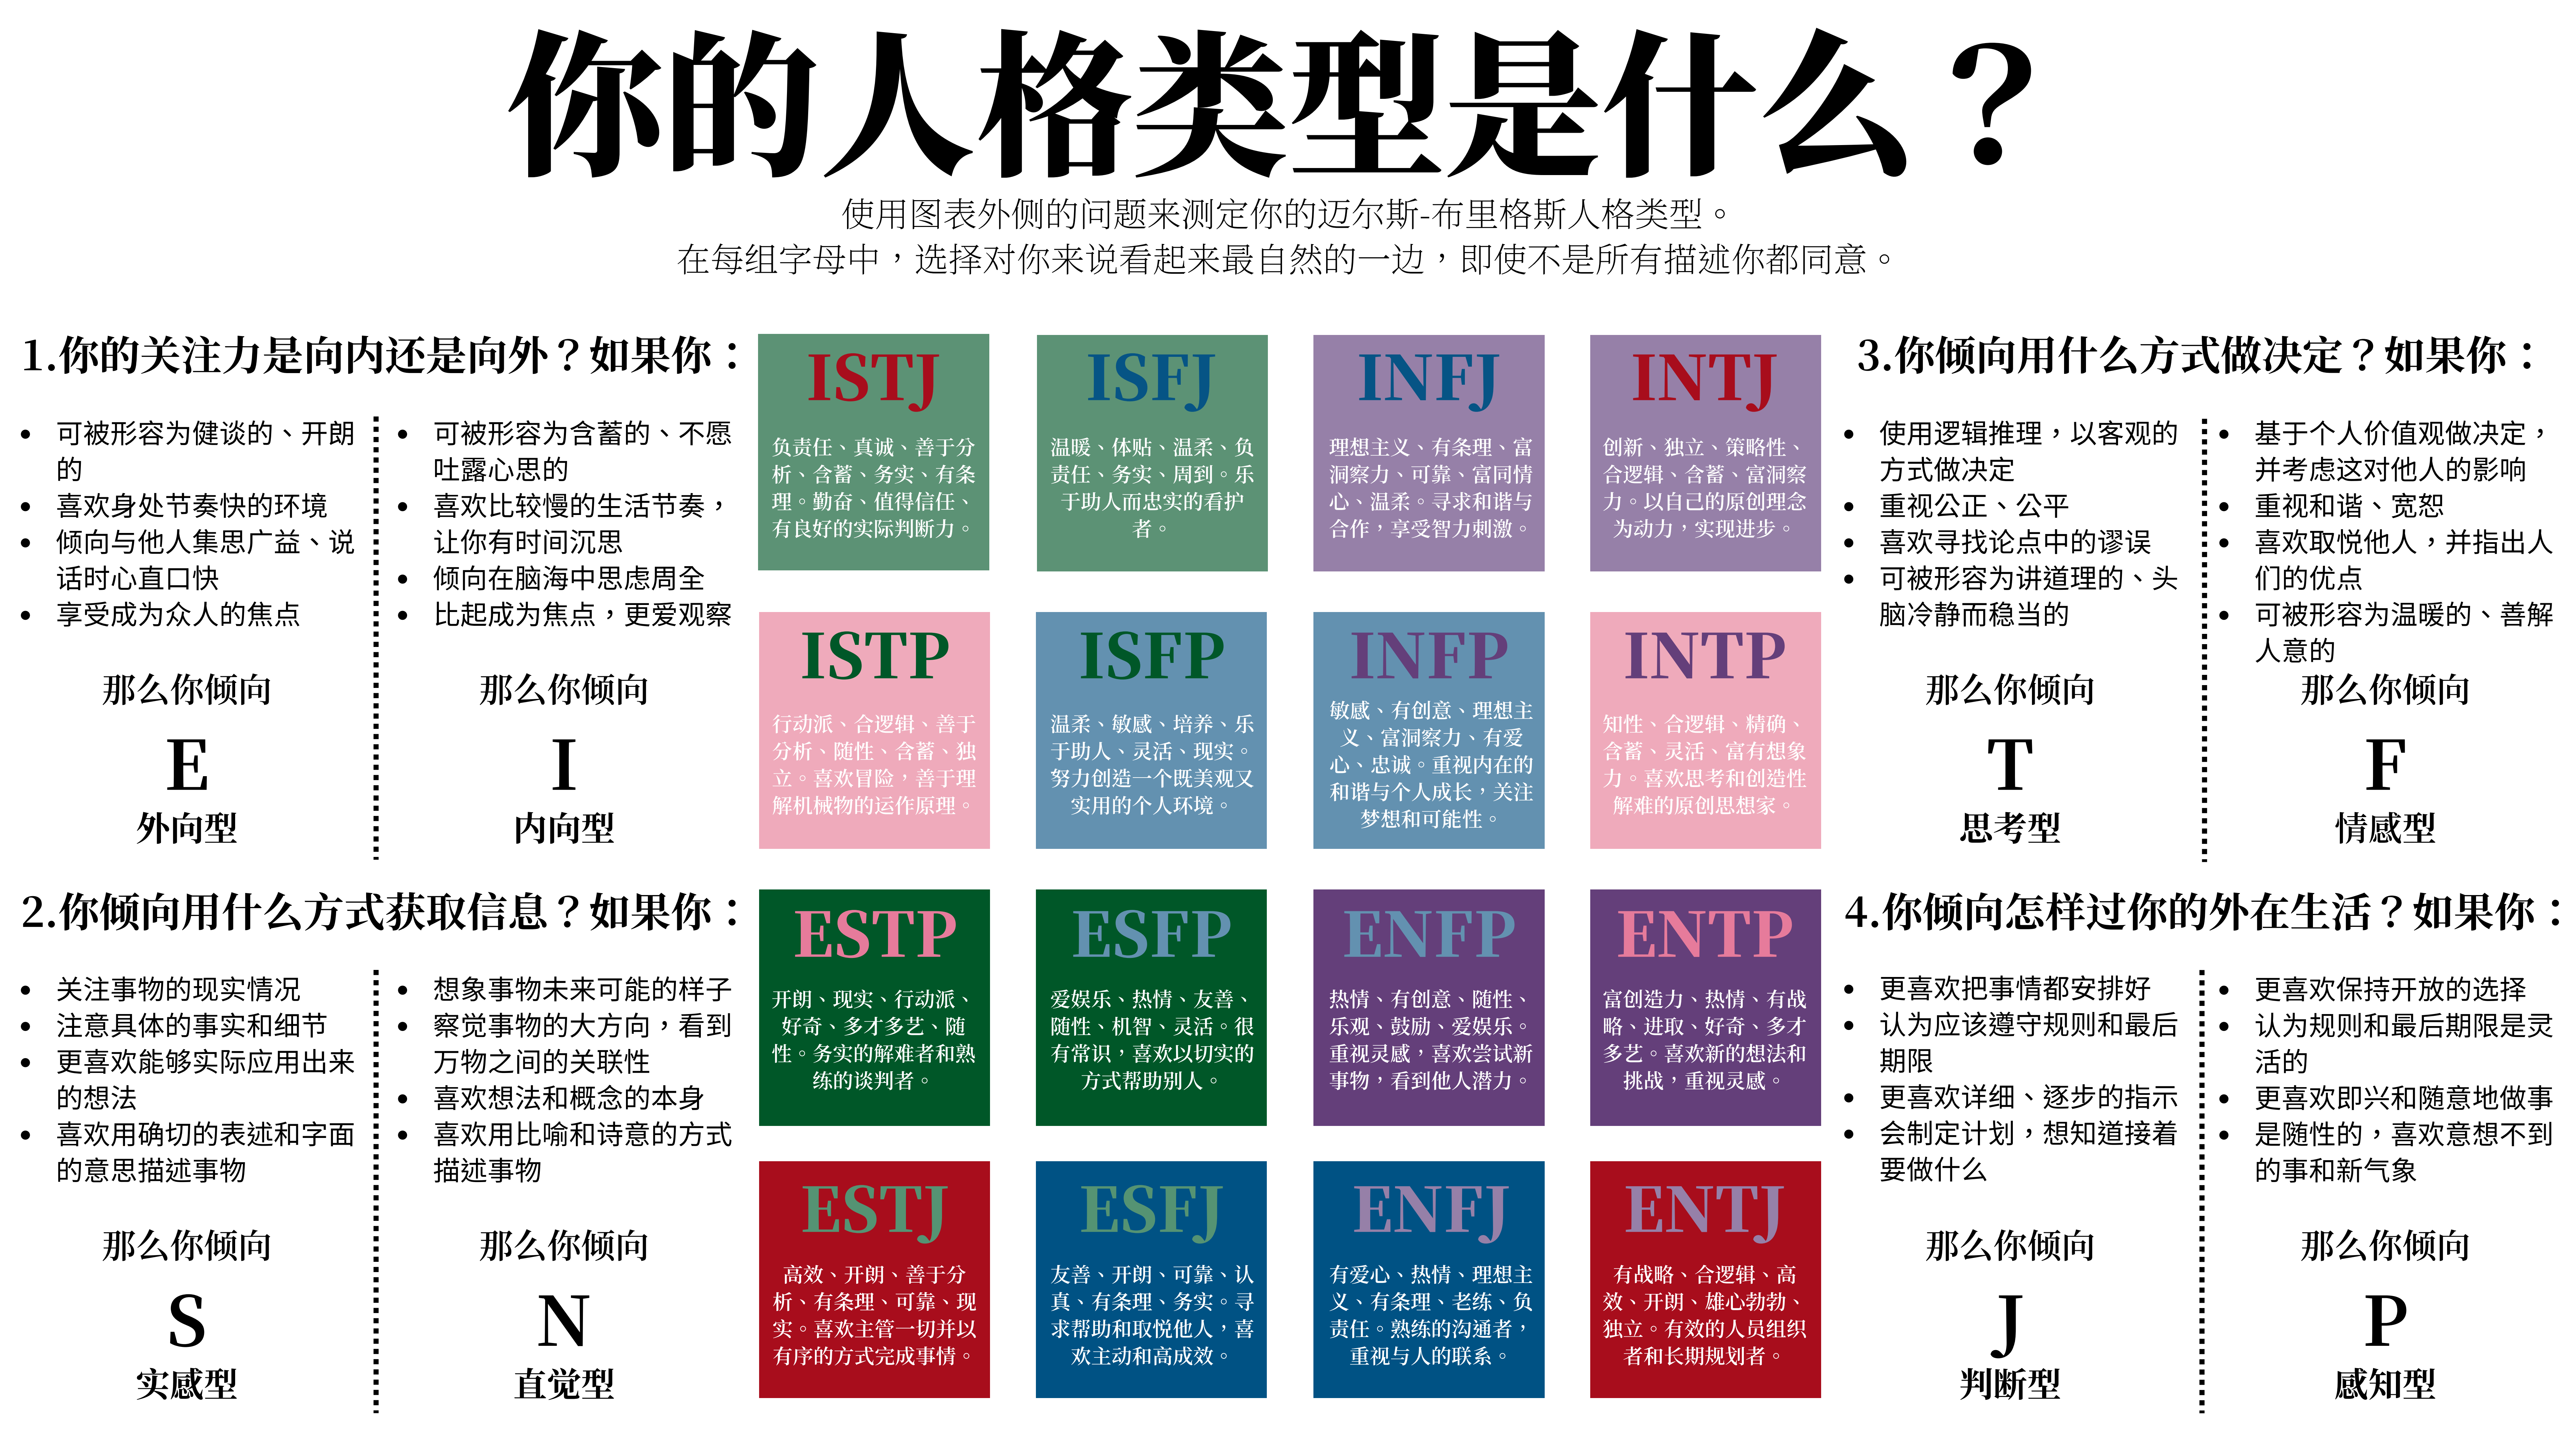 你的人格类型是什么？
使用图表外侧的问题来测定你的迈尔斯-布里格斯人格类型。
在每组字母中，选择对你来说看起来最自然的一边，即使不是所有描述你都同意。
1.你的关注力是向内还是向外？如果你：
• 可被形容为健谈的、开朗
的
• 喜欢身处节奏快的环境
• 倾向与他人集思广益、说
话时心直口快
• 享受成为众人的焦点
那么你倾向
E
外向型
• 可被形容为含蓄的、不愿
吐露心思的
• 喜欢比较慢的生活节奏，
让你有时间沉思
• 倾向在脑海中思虑周全
• 比起成为焦点，更爱观察
那么你倾向
I
内向型
2.你倾向用什么方式获取信息？如果你：
• 关注事物的现实情况
• 注意具体的事实和细节
• 更喜欢能够实际应用出来
的想法
• 喜欢用确切的表述和字面
的意思描述事物
那么你倾向
S
实感型
• 想象事物未来可能的样子
• 察觉事物的大方向，看到
万物之间的关联性
• 喜欢想法和概念的本身
• 喜欢用比喻和诗意的方式
描述事物
那么你倾向
N
直觉型
ISTJ
负责任、真诚、善于分
析、含蓄、务实、有条
理。勤奋、值得信任、
有良好的实际判断力。
ISFJ
温暖、体贴、温柔、负
责任、务实、周到。乐
于助人而忠实的看护
者。
INFJ
理想主义、有条理、富
洞察力、可靠、富同情
心、温柔。寻求和谐与
合作，享受智力刺激。
INTJ
创新、独立、策略性、
合逻辑、含蓄、富洞察
力。以自己的原创理念
为动力，实现进步。
ISTP
行动派、合逻辑、善于
分析、随性、含蓄、独
立。喜欢冒险，善于理
解机械物的运作原理。
ISFP
温柔、敏感、培养、乐
于助人、灵活、现实。
努力创造一个既美观又
实用的个人环境。
INFP
敏感、有创意、理想主
义、富洞察力、有爱
心、忠诚。重视内在的
和谐与个人成长，关注
梦想和可能性。
INTP
知性、合逻辑、精确、
含蓄、灵活、富有想象
力。喜欢思考和创造性
解难的原创思想家。
ESTP
开朗、现实、行动派、
好奇、多才多艺、随
性。务实的解难者和熟
练的谈判者。
ESFP
爱娱乐、热情、友善、
随性、机智、灵活。很
有常识，喜欢以切实的
方式帮助别人。
ENFP
热情、有创意、随性、
乐观、鼓励、爱娱乐。
重视灵感，喜欢尝试新
事物，看到他人潜力。
ENTP
富创造力、热情、有战
略、进取、好奇、多才
多艺。喜欢新的想法和
挑战，重视灵感。
ESTJ
高效、开朗、善于分
析、有条理、可靠、现
实。喜欢主管一切并以
有序的方式完成事情。
ESFJ
友善、开朗、可靠、认
真、有条理、务实。寻
求帮助和取悦他人，喜
欢主动和高成效。
ENFJ
有爱心、热情、理想主
义、有条理、老练、负
责任。熟练的沟通者，
重视与人的联系。
ENTJ
有战略、合逻辑、高
效、开朗、雄心勃勃、
独立。有效的人员组织
者和长期规划者。
3.你倾向用什么方式做决定？如果你：
• 使用逻辑推理，以客观的
方式做决定
• 重视公正、公平
• 喜欢寻找论点中的谬误
• 可被形容为讲道理的、头
脑冷静而稳当的
那么你倾向
T
思考型
• 基于个人价值观做决定，
并考虑这对他人的影响
• 重视和谐、宽恕
• 喜欢取悦他人，并指出人
们的优点
• 可被形容为温暖的、善解
人意的
那么你倾向
F
情感型
4.你倾向怎样过你的外在生活？如果你：
• 更喜欢把事情都安排好
• 认为应该遵守规则和最后
期限
• 更喜欢详细、逐步的指示
• 会制定计划，想知道接着
要做什么
那么你倾向
J
判断型
• 更喜欢保持开放的选择
• 认为规则和最后期限是灵
活的
• 更喜欢即兴和随意地做事
• 是随性的，喜欢意想不到
的事和新气象
那么你倾向
P
感知型